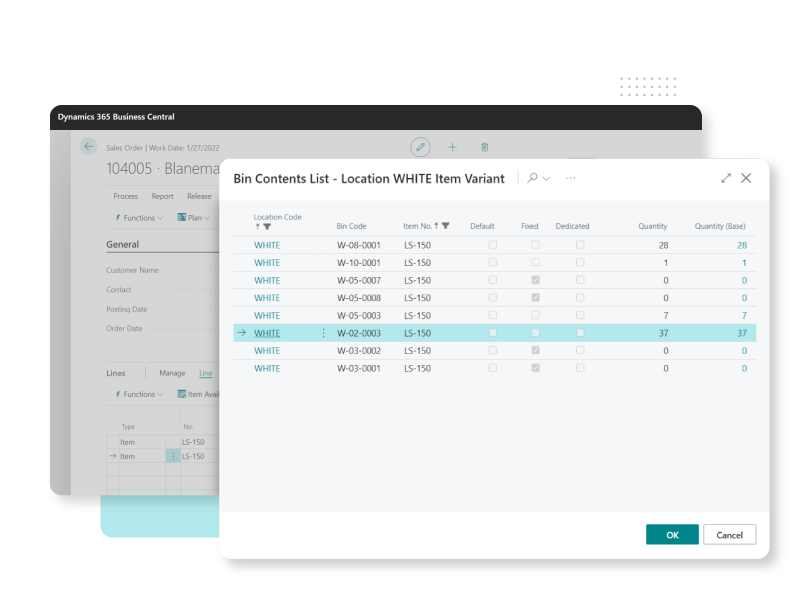 Dynamics 365 Business Central
Sales Order | Work Date: 1/27/2022
104005 · Blanema
Process Report Release
Functions Plan
General
Customer Name
Contact
Posting Date
Order Date
Lines Manage Line
Functions Item Avail
Type No.
Item LS-150
Item LS-150
Bin Contents List - Location WHITE Item Variant
Location Code Bin Code Item No. Default Fixed Dedicated Quantity Quantity (Base)
WHITE W-08-0001 LS-150 28 28
WHITE W-10-0001 LS-150 1 1
WHITE W-05-0007 LS-150 0 0
WHITE W-05-0008 LS-150 0 0
WHITE W-05-0003 LS-150 7 7
WHITE W-02-0003 LS-150 37 37
WHITE W-03-0002 LS-150 0 0
WHITE W-03-0001 LS-150 0 0
OK Cancel